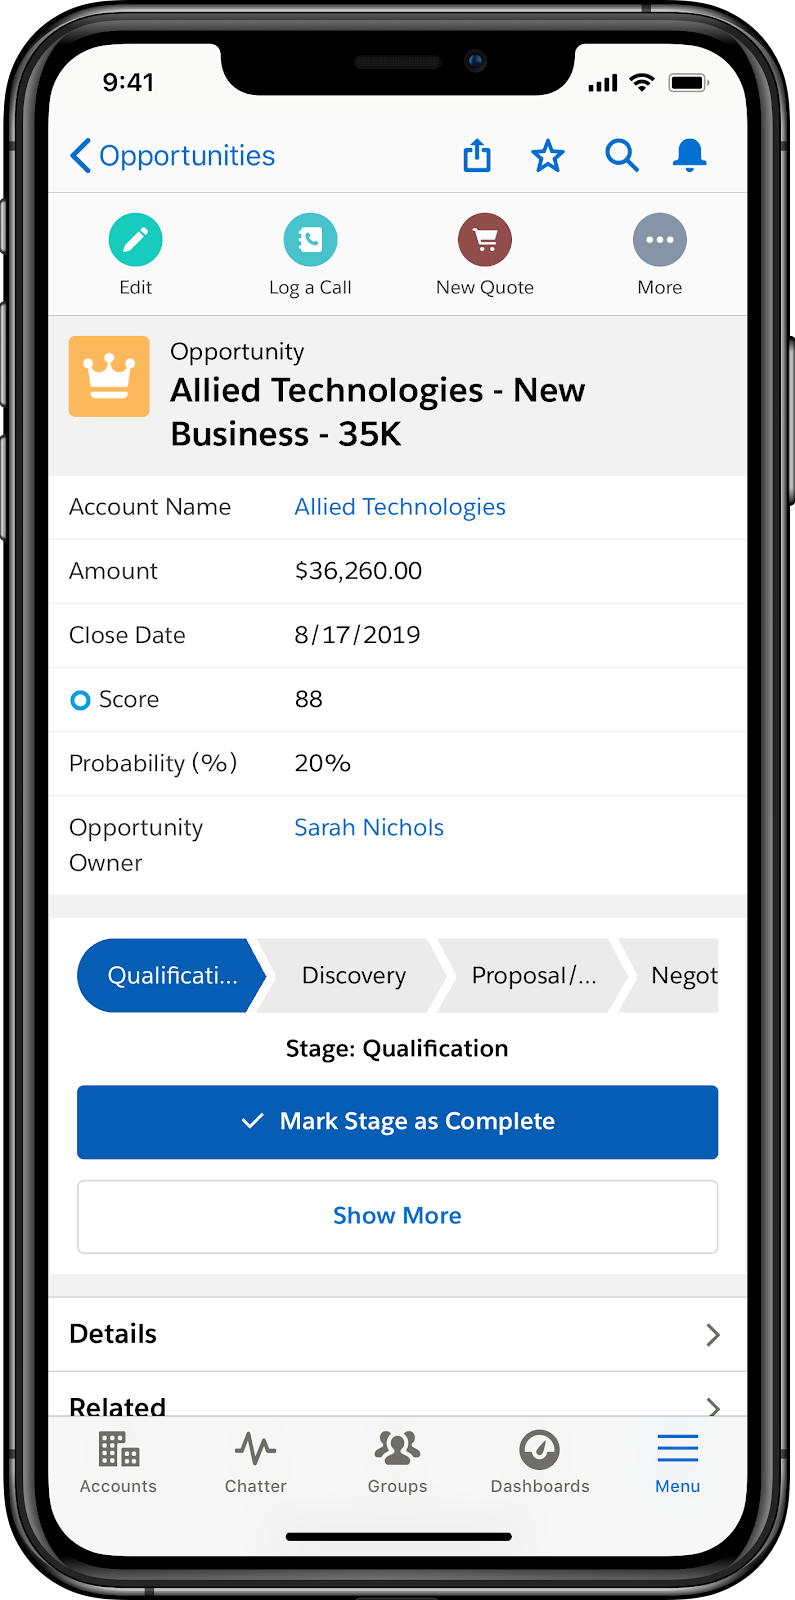 9:41
Opportunities
Edit
Log a Call
New Quote
More
Opportunity
Allied Technologies - New
Business - 35K
Account Name Allied Technologies
Amount $36,260.00
Close Date 8/17/2019
Score 88
Probability (%) 20%
Opportunity Sarah Nichols
Owner
Qualificati... Discovery Proposal/... Negot
Stage: Qualification
Mark Stage as Complete
Show More
Details
Related
Accounts Chatter Groups Dashboards Menu